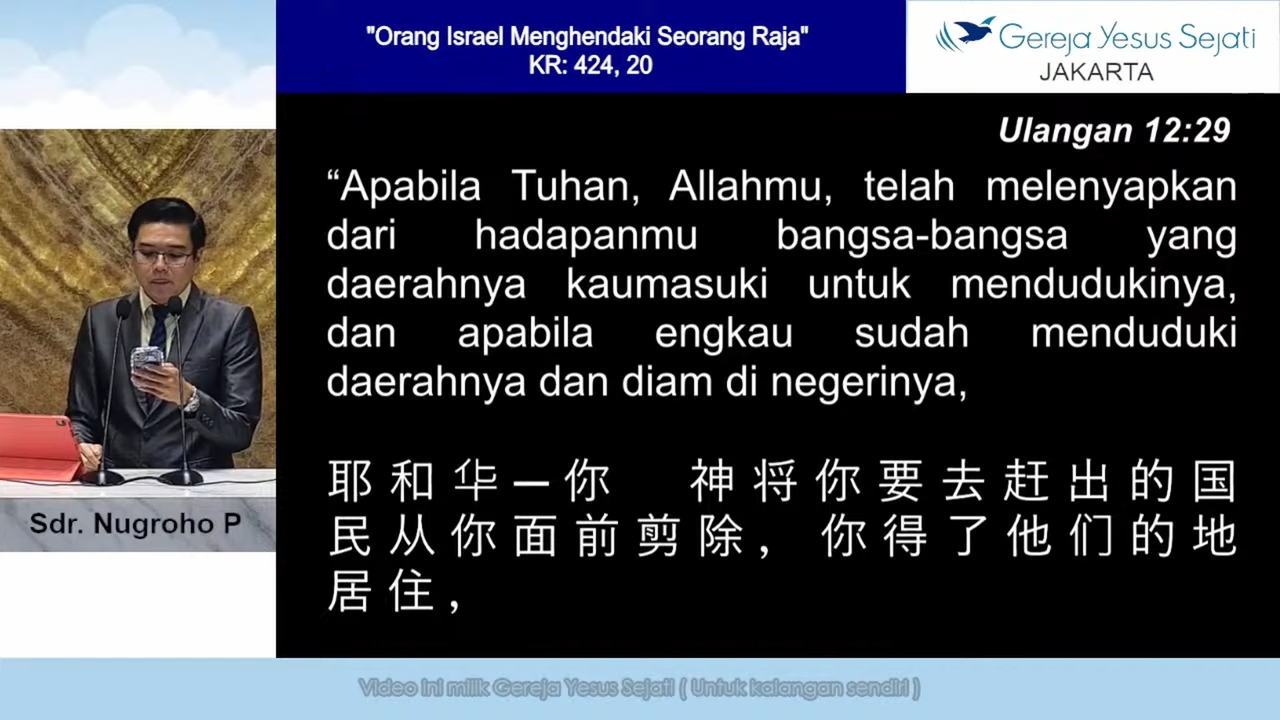 "Orang Israel Menghendaki Seorang Raja"
KR: 424, 20
Gereja Yesus Sejati
JAKARTA
Ulangan 12:29
“Apabila Tuhan, Allahmu, telah melenyapkan
dari hadapanmu bangsa-bangsa yang
daerahnya kaumasuki untuk mendudukinya,
dan apabila engkau sudah menduduki
daerahnya dan diam di negerinya,
耶和华—你 神将你要去赶出的国
民从你面前剪除，你得了他们的地
居住，
Sdr. Nugroho P
Video ini milik Gereja Yesus Sejati ( Untuk kalangan sendiri )